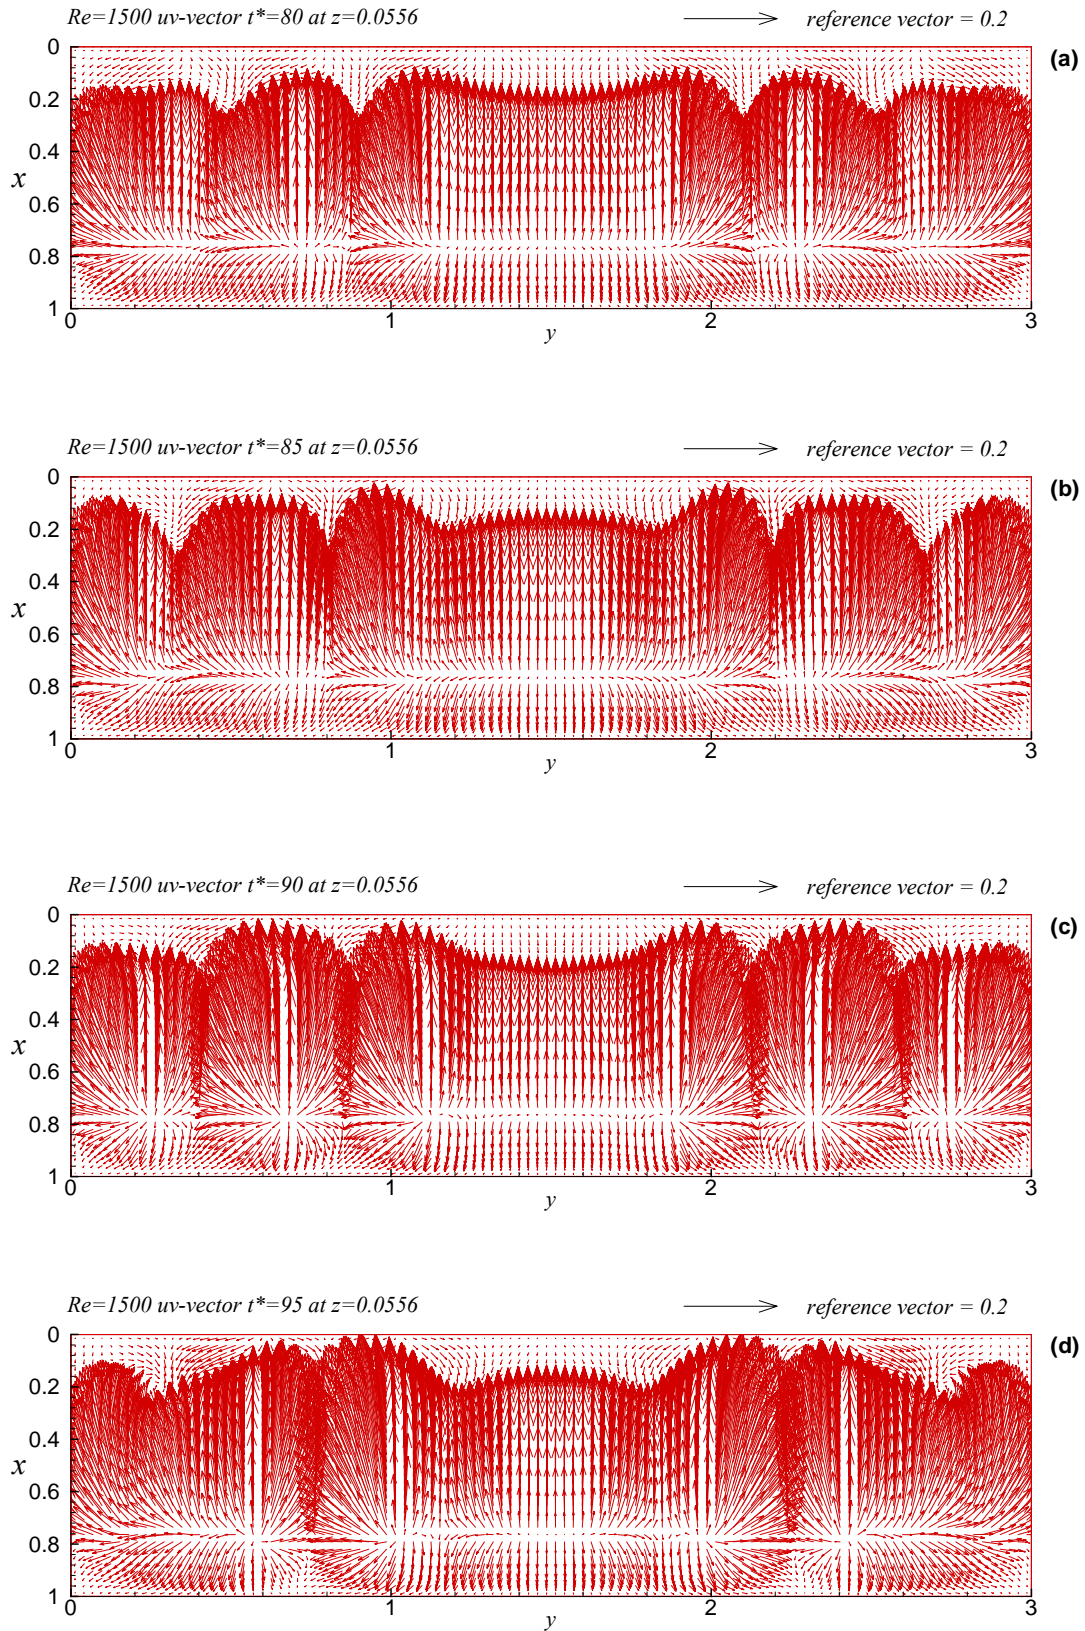 Re=1500 uv-vector t*=80 at z=0.0556 reference vector = 0.2
(a)
0
0.2
0.4
x
0.6
0.8
1
0 1 2 3
y
Re=1500 uv-vector t*=85 at z=0.0556 reference vector = 0.2
(b)
0
0.2
0.4
x
0.6
0.8
1
0 1 2 3
y
Re=1500 uv-vector t*=90 at z=0.0556 reference vector = 0.2
(c)
0
0.2
0.4
x
0.6
0.8
1
0 1 2 3
y
Re=1500 uv-vector t*=95 at z=0.0556 reference vector = 0.2
(d)
0
0.2
0.4
x
0.6
0.8
1
0 1 2 3
y